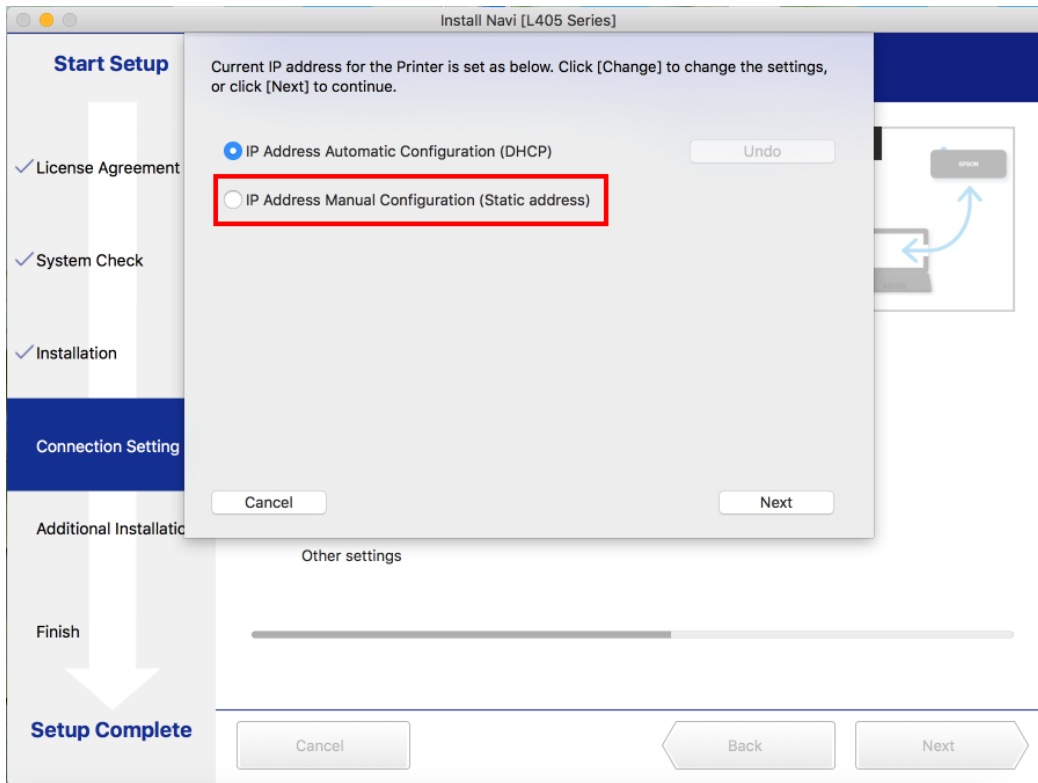 Install Navi [L405 Series]
Start Setup
License Agreement
System Check
Installation
Connection Setting
Additional Installatio
Finish
Setup Complete
Current IP address for the Printer is set as below. Click [Change] to change the settings,
or click [Next] to continue.
IP Address Automatic Configuration (DHCP)
Undo
IP Address Manual Configuration (Static address)
Cancel
Next
EPSON
Other settings
Cancel
Back
Next